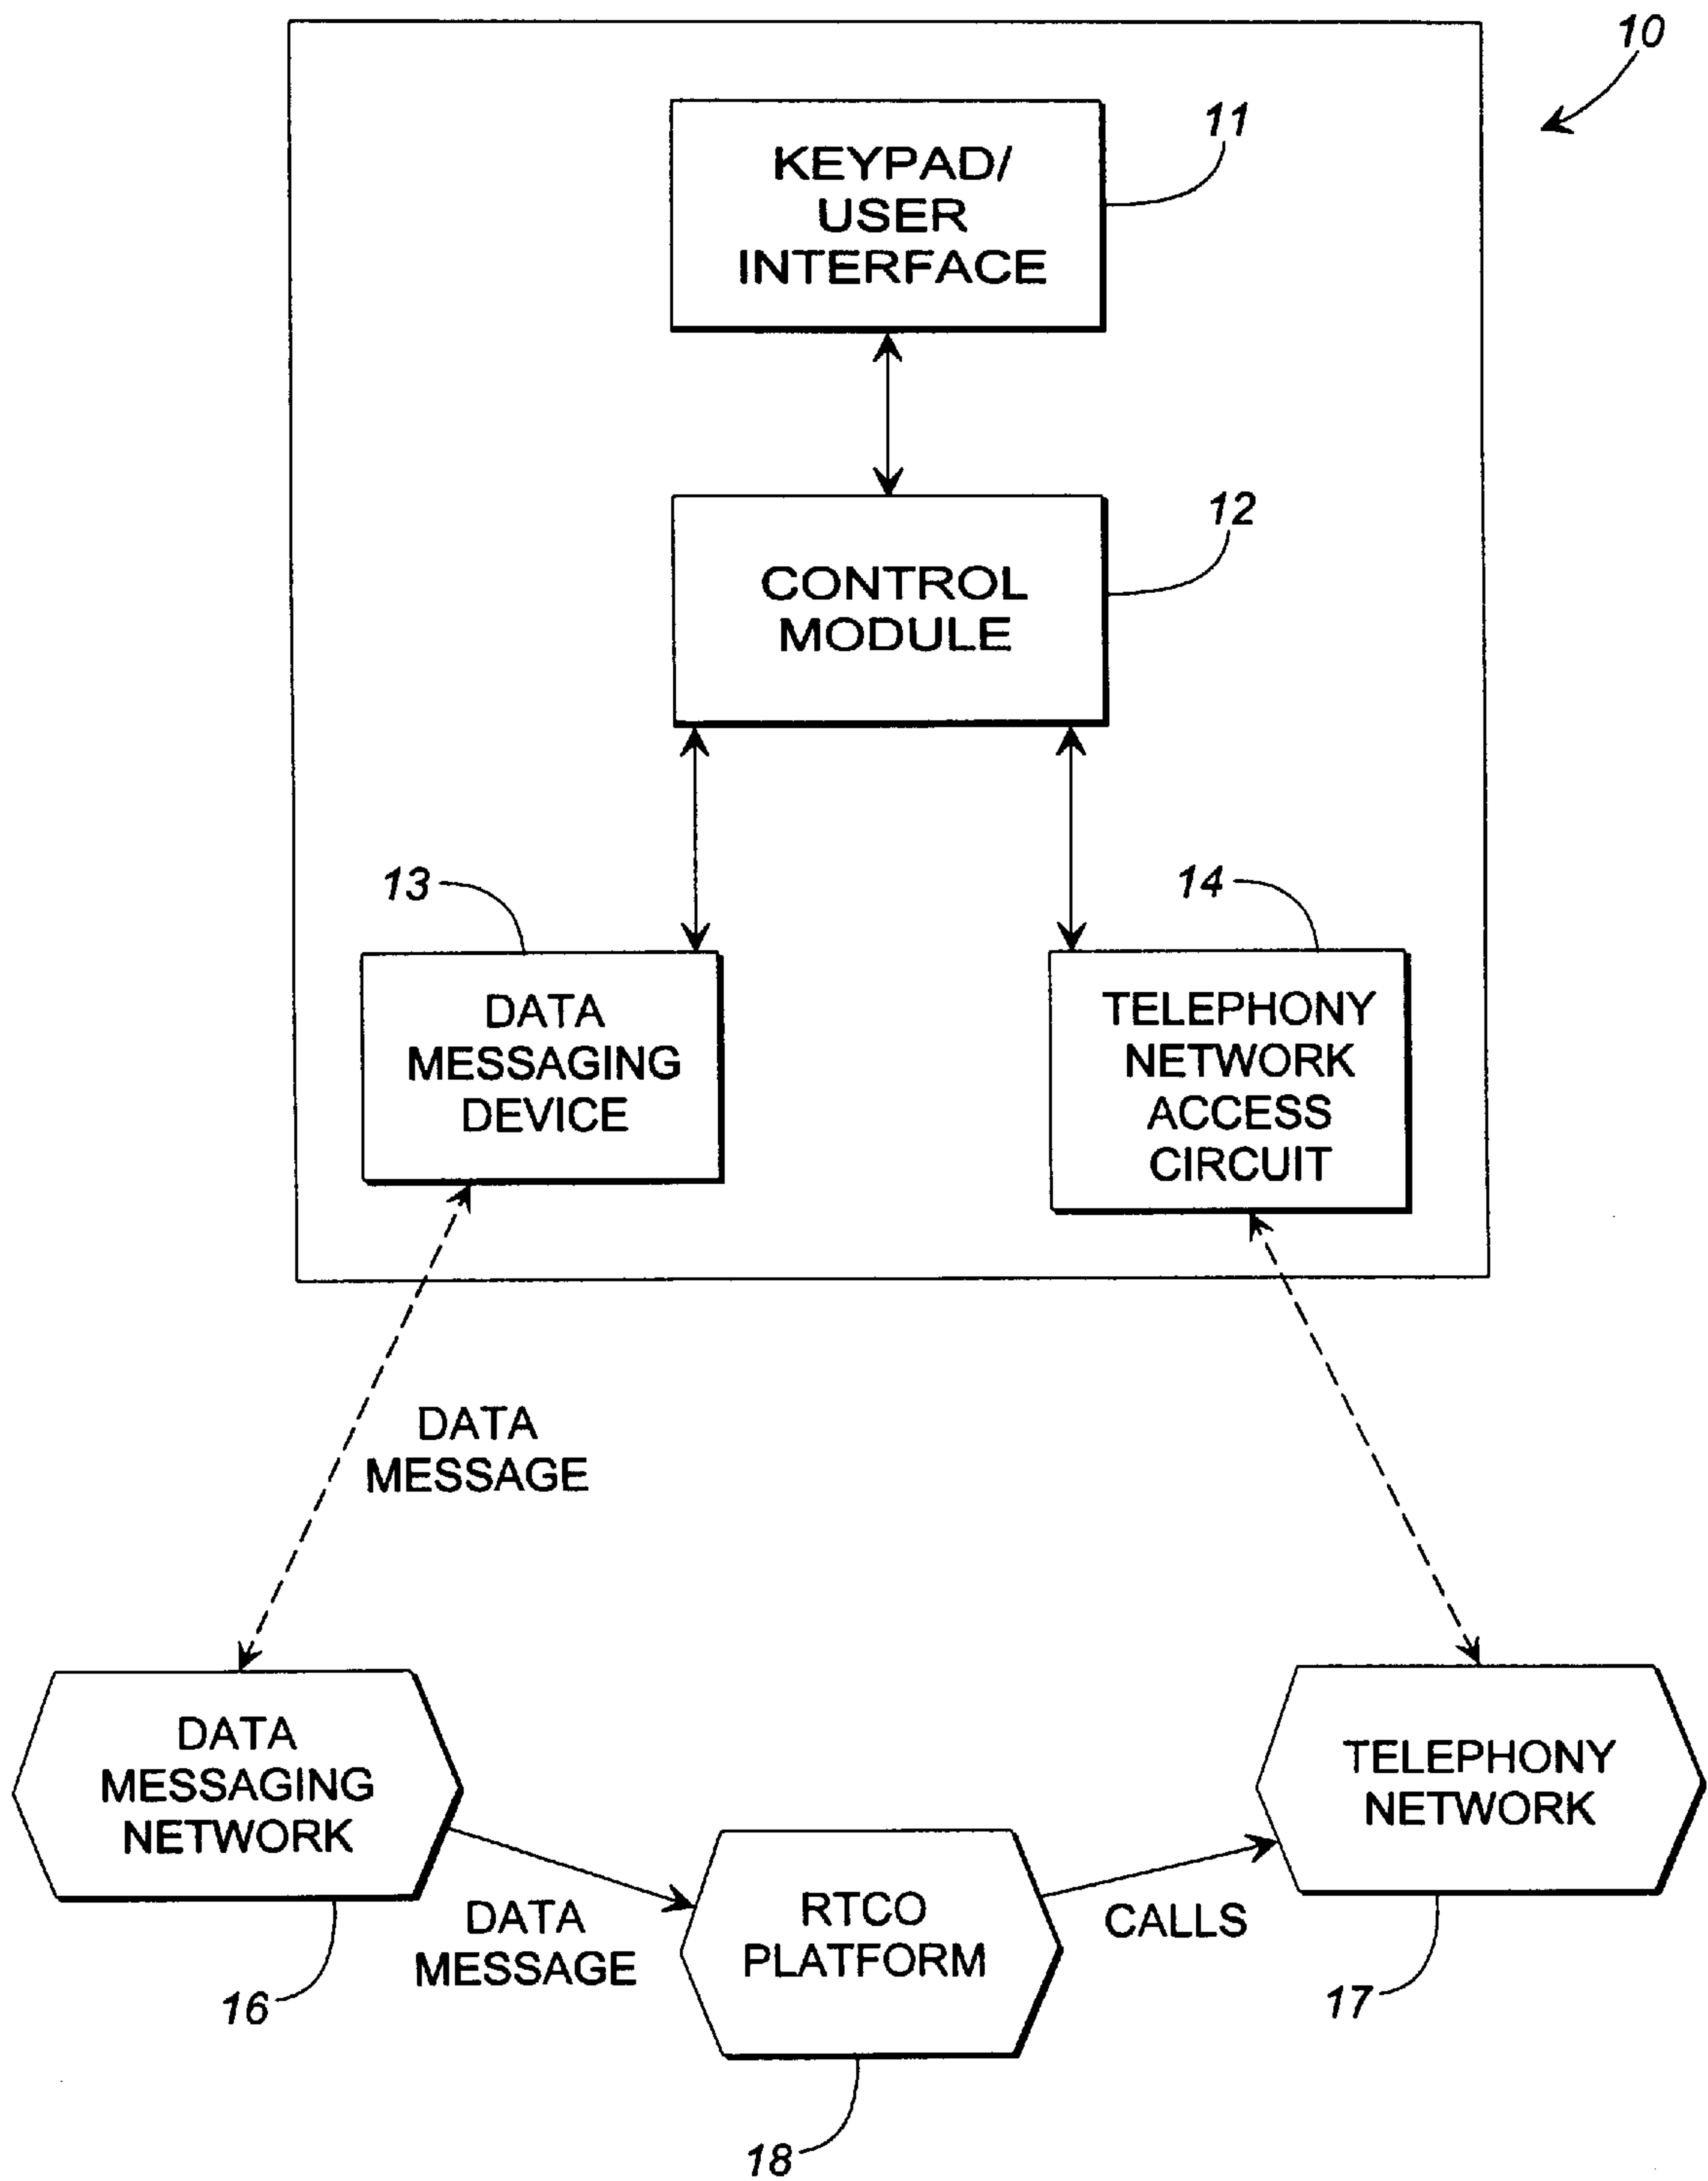 10
11
KEYPAD/
USER
INTERFACE
12
CONTROL
MODULE
13
14
DATA
MESSAGING
DEVICE
TELEPHONY
NETWORK
ACCESS
CIRCUIT
DATA
MESSAGE
DATA
MESSAGING
NETWORK
TELEPHONY
NETWORK
RTCO
PLATFORM
DATA
MESSAGE
CALLS
16
17
18